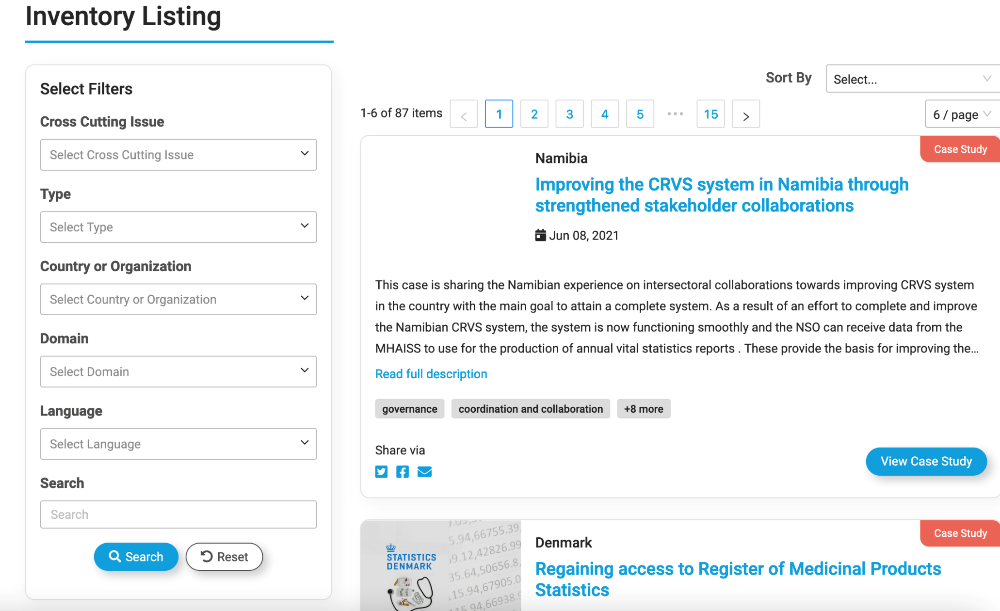 Inventory Listing
Select Filters
Cross Cutting Issue
Select Cross Cutting Issue
Type
Select Type
Country or Organization
Select Country or Organization
Domain
Select Domain
Language
Select Language
Search
Search
Search
Reset
Sort By
Select...
1-6 of 87 items
< 1 2 3 4 5 ••• 15 >
6 / page
Case Study
Namibia
Improving the CRVS system in Namibia through
strengthened stakeholder collaborations
Jun 08, 2021
This case is sharing the Namibian experience on intersectoral collaborations towards improving CRVS system
in the country with the main goal to attain a complete system. As a result of an effort to complete and improve
the Namibian CRVS system, the system is now functioning smoothly and the NSO can receive data from the
MHAISS to use for the production of annual vital statistics reports . These provide the basis for improving the...
Read full description
governance
coordination and collaboration
+8 more
Share via
View Case Study
Case Study
STATISTICS
DENMARK
5.94,66755.39,
9.12,42826.99
35.64,50656.8,
115.94,67905.0
115.94,66938.
Denmark
Regaining access to Register of Medicinal Products
Statistics